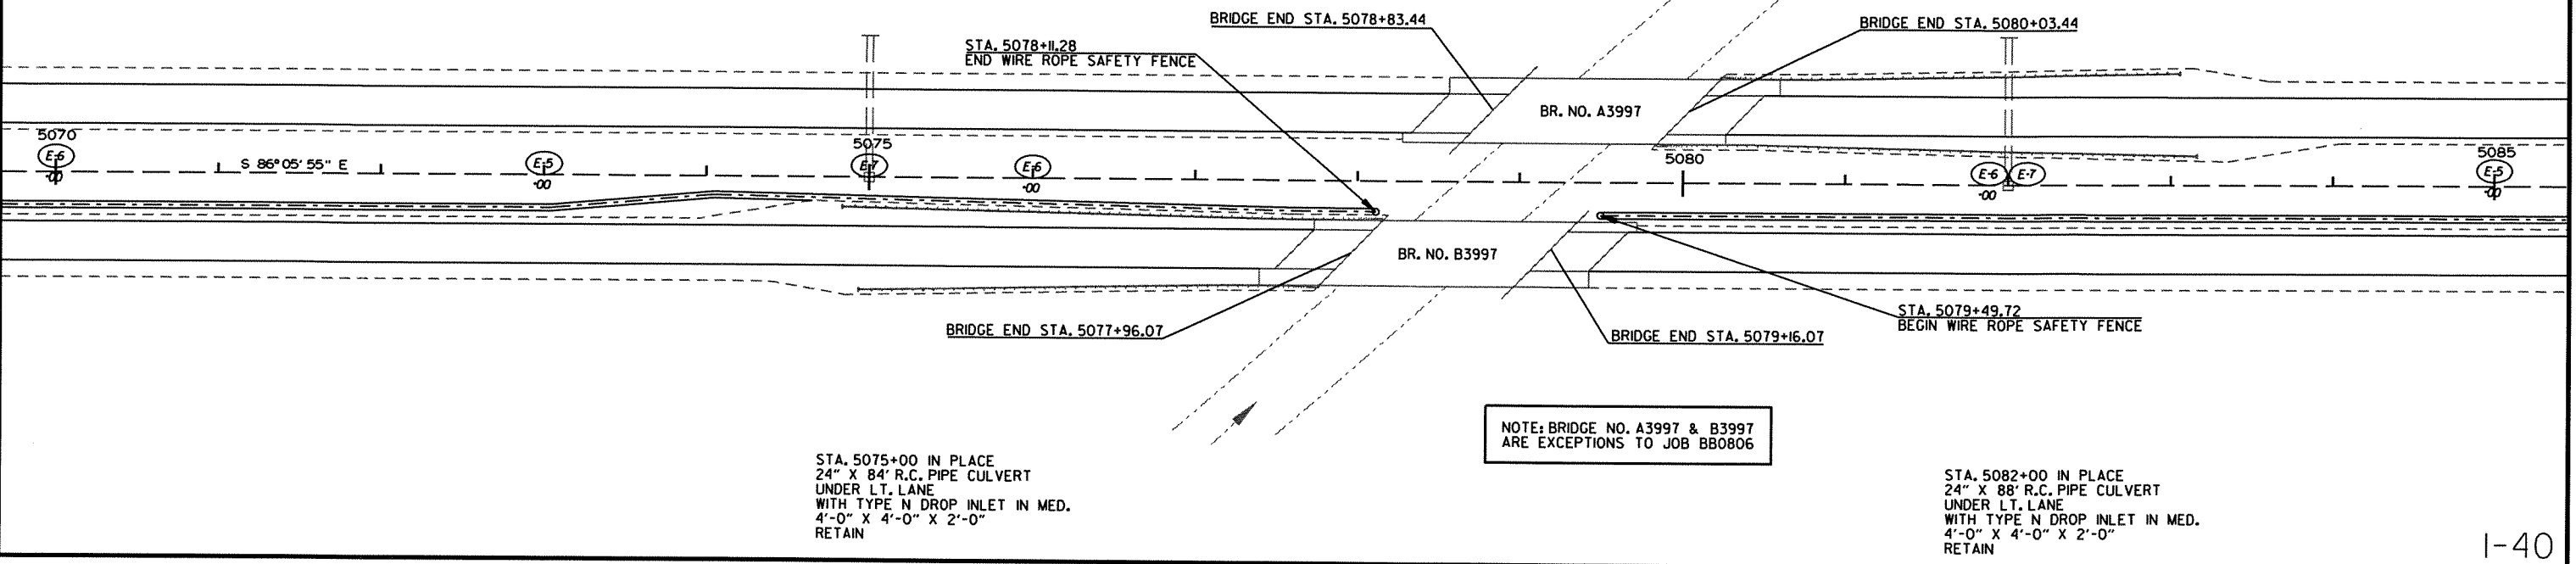 BRIDGE END STA. 5078+83.44
BRIDGE END STA. 5080+03.44
STA. 5078+11.28
END WIRE ROPE SAFETY FENCE
BR. NO. A3997
5070
5075
5080
5085
E-6
-00
S 86° 05' 55" E
E-5
-00
E-7
E-6
-00
E-6
E-7
-00
E-5
-00
BR. NO. B3997
BRIDGE END STA. 5077+96.07
BRIDGE END STA. 5079+16.07
STA. 5079+49.72
BEGIN WIRE ROPE SAFETY FENCE
NOTE: BRIDGE NO. A3997 & B3997
ARE EXCEPTIONS TO JOB BB0806
STA. 5075+00 IN PLACE
24" X 84' R.C. PIPE CULVERT
UNDER LT. LANE
WITH TYPE N DROP INLET IN MED.
4'-0" X 4'-0" X 2'-0"
RETAIN
STA. 5082+00 IN PLACE
24" X 88' R.C. PIPE CULVERT
UNDER LT. LANE
WITH TYPE N DROP INLET IN MED.
4'-0" X 4'-0" X 2'-0"
RETAIN
I-40